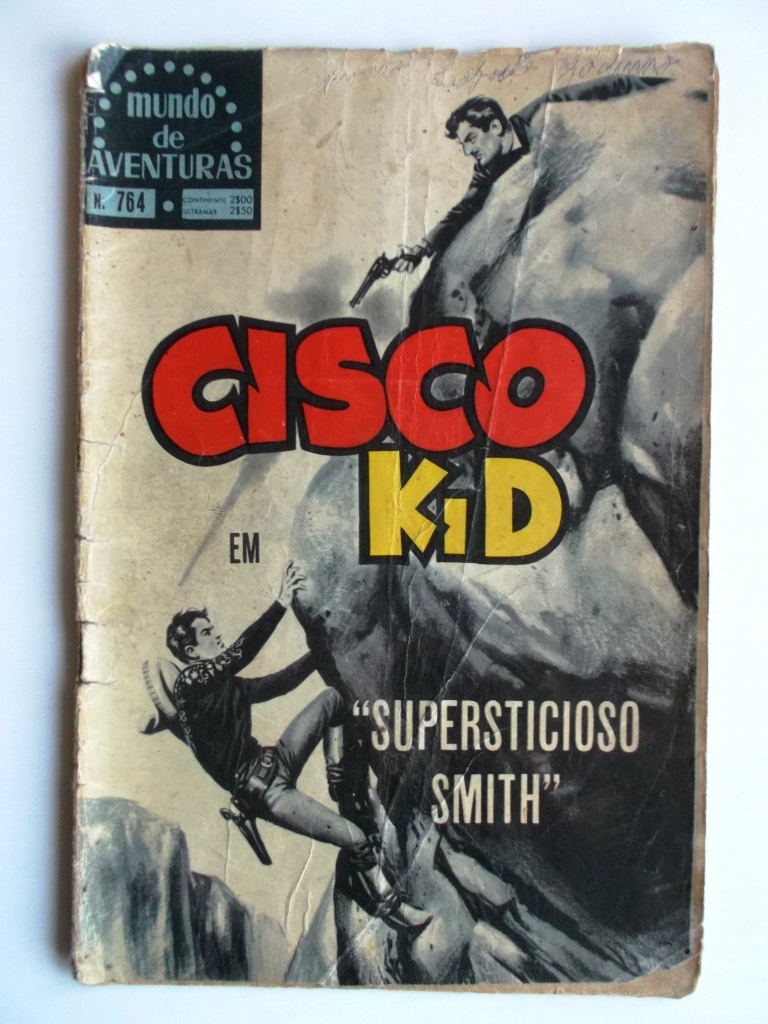 mundo
de
AVENTURAS
N. 764
CONTINENTE 2$00
ULTRAMAR 2$50
CISCO
KID
EM
"SUPERSTICIOSO
SMITH"